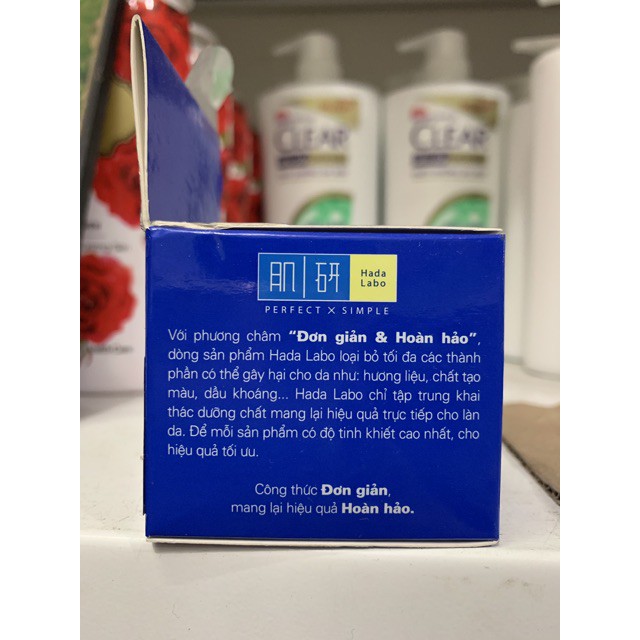 CLEAR
CLEAR
肌 研
Hada
Labo
PERFECT X SIMPLE
Với phương châm “Đơn giản & Hoàn hảo”,
dòng sản phẩm Hada Labo loại bỏ tối đa các thành
phần có thể gây hại cho da như: hương liệu, chất tạo
màu, dầu khoáng... Hada Labo chỉ tập trung khai
thác dưỡng chất mang lại hiệu quả trực tiếp cho làn
da. Để mỗi sản phẩm có độ tinh khiết cao nhất, cho
hiệu quả tối ưu.
Công thức Đơn giản,
mang lại hiệu quả Hoàn hảo.